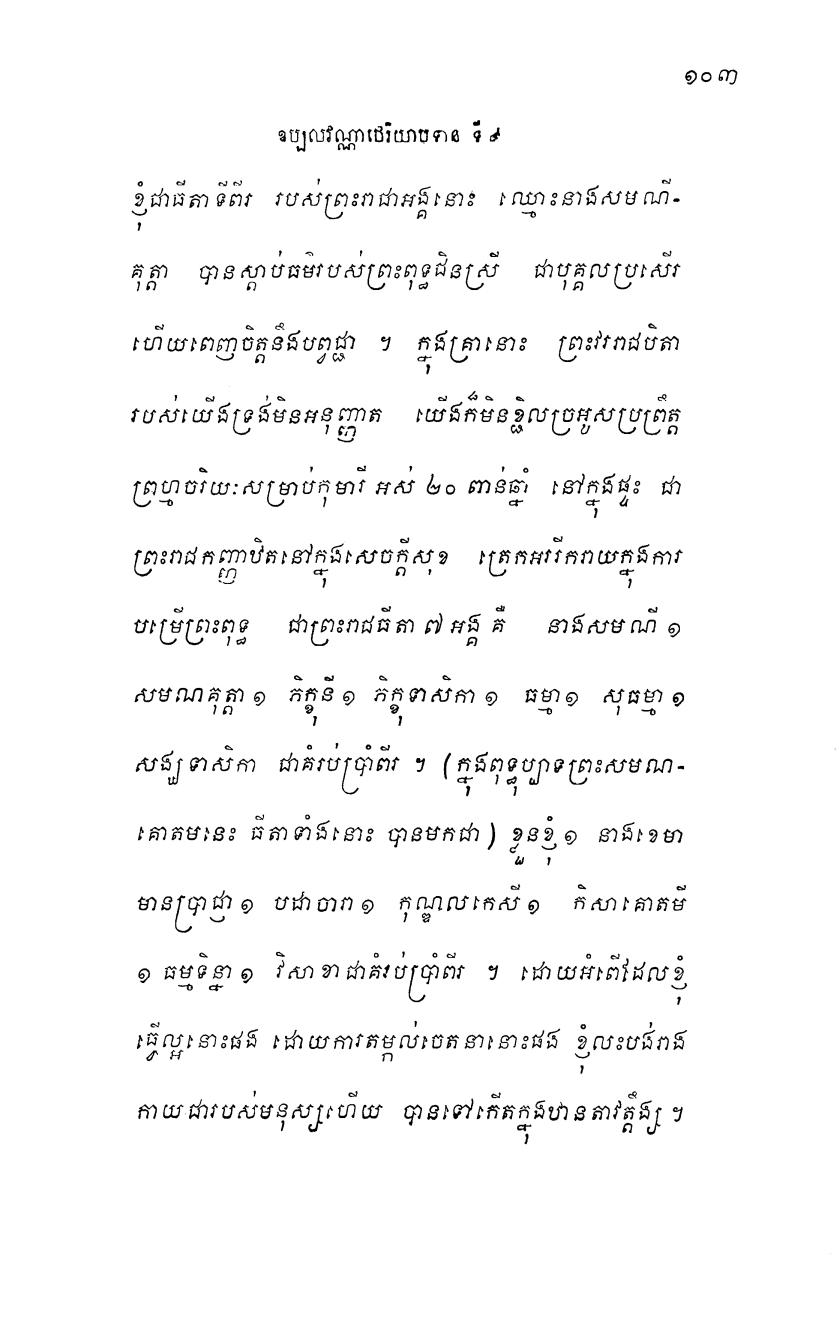 ១០៣
ឧប្បលវណ្ណាថេរិយាបទាន ទី ៩
ខ្ញុំជាធីតាទីពីរ របស់ព្រះរាជាអង្គនោះ ឈ្មោះនាងសមណី-
គុត្តា បានស្តាប់ធម៌របស់ព្រះពុទ្ធជិនស្រី ជាបុគ្គលប្រសើរ
ហើយពេញចិត្តនឹងបព្វជ្ជា ។ ក្នុងគ្រានោះ ព្រះវររាជបិតា
របស់យើងទ្រង់មិនអនុញ្ញាត យើងក៏មិនខ្ជិលច្រអូសប្រព្រឹត្ត
ព្រហ្មចរិយៈសម្រាប់កុមារី អស់ ២០ ពាន់ឆ្នាំ នៅក្នុងផ្ទះ ជា
ព្រះរាជកញ្ញាឋិតនៅក្នុងសេចក្តីសុខ ត្រេកអររីករាយក្នុងការ
បម្រើព្រះពុទ្ធ ជាព្រះរាជធីតា ៧ អង្គ គឺ នាងសមណី ១
សមណគុត្តា ១ ភិក្ខុនី ១ ភិក្ខុទាសិកា ១ ធម្មា ១ សុធម្មា ១
សង្ឃទាសិកា ជាគំរប់ប្រាំពីរ ។ (ក្នុងពុទ្ធុប្បាទព្រះសមណ-
គោតមនេះ ធីតាទាំងនោះ បានមកជា) ខ្លួនខ្ញុំ ១ នាងខេមា
មានប្រាជ្ញា ១ បដាចារា ១ កុណ្ឌលកេសី ១ កិសាគោតមី
១ ធម្មទិន្នា ១ វិសាខាជាគំរប់ប្រាំពីរ ។ ដោយអំពើដែលខ្ញុំ
ធ្វើល្អនោះផង ដោយការតម្កល់ចេតនានោះផង ខ្ញុំលះបង់រាង
កាយជារបស់មនុស្សហើយ បានទៅកើតក្នុងឋានតាវត្តឹង្ស ។